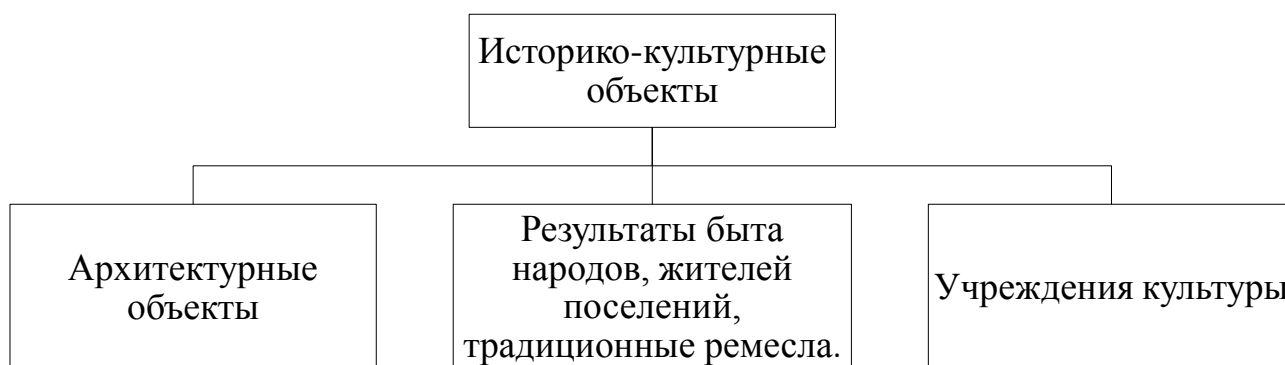 Историко-культурные
объекты
Архитектурные
объекты
Результаты быта
народов, жителей
поселений,
традиционные ремесла.
Учреждения культуры